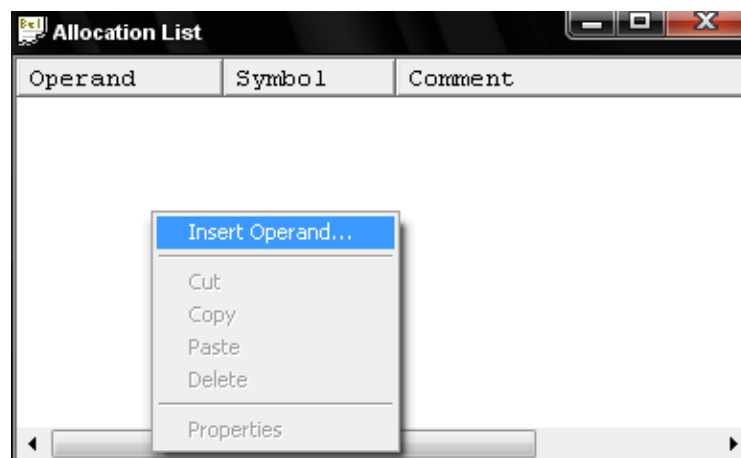 Allocation List
Operand Symbol Comment
Insert Operand...
Cut
Copy
Paste
Delete
Properties